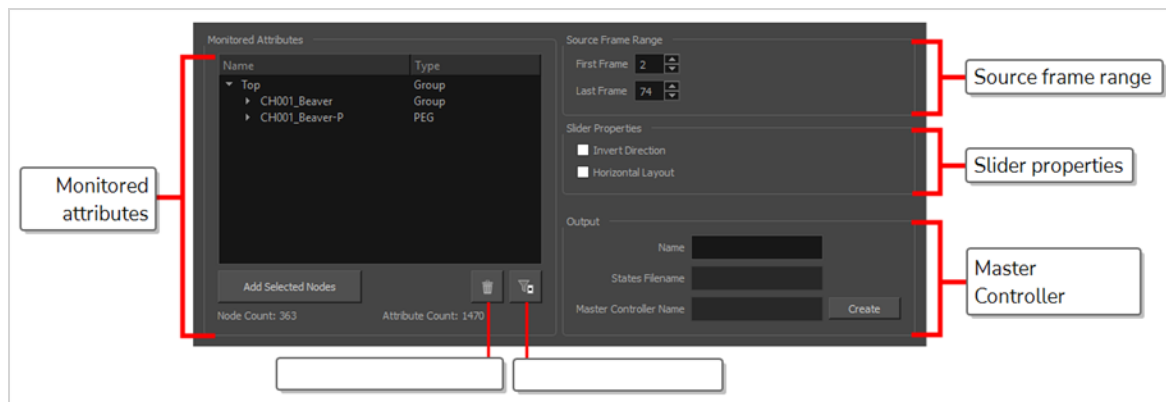 Monitored Attributes
Name Type
Top Group
CH001_Beaver Group
CH001_Beaver-P PEG
Add Selected Nodes
Node Count: 363 Attribute Count: 1470
Source Frame Range
First Frame 2
Last Frame 74
Slider Properties
Invert Direction
Horizontal Layout
Output
Name
States Filename
Master Controller Name Create
Monitored
attributes
Source frame range
Slider properties
Master
Controller